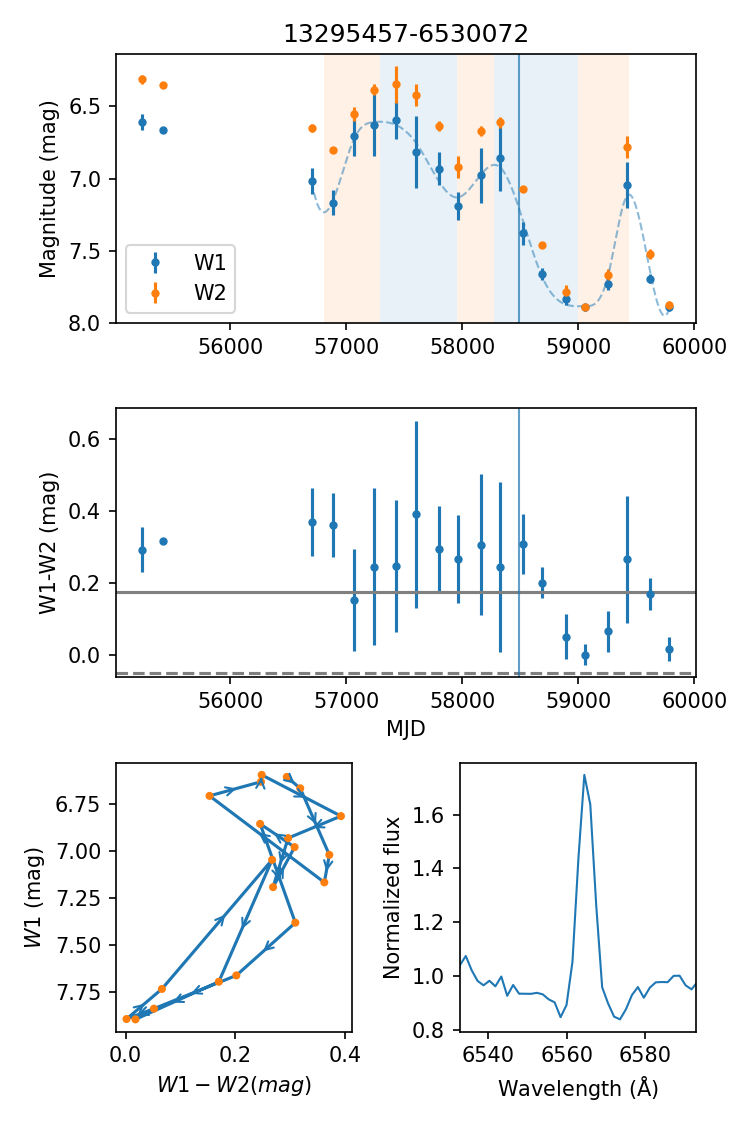 13295457-6530072
Magnitude (mag)
6.5
7.0
7.5
8.0
W1
W2
56000 57000 58000 59000 60000
W1-W2 (mag)
0.6
0.4
0.2
0.0
56000 57000 58000 59000 60000
MJD
W1 (mag)
6.75
7.00
7.25
7.50
7.75
0.0 0.2 0.4
W1 − W2(mag)
Normalized flux
1.6
1.4
1.2
1.0
0.8
6540 6560 6580
Wavelength (Å)